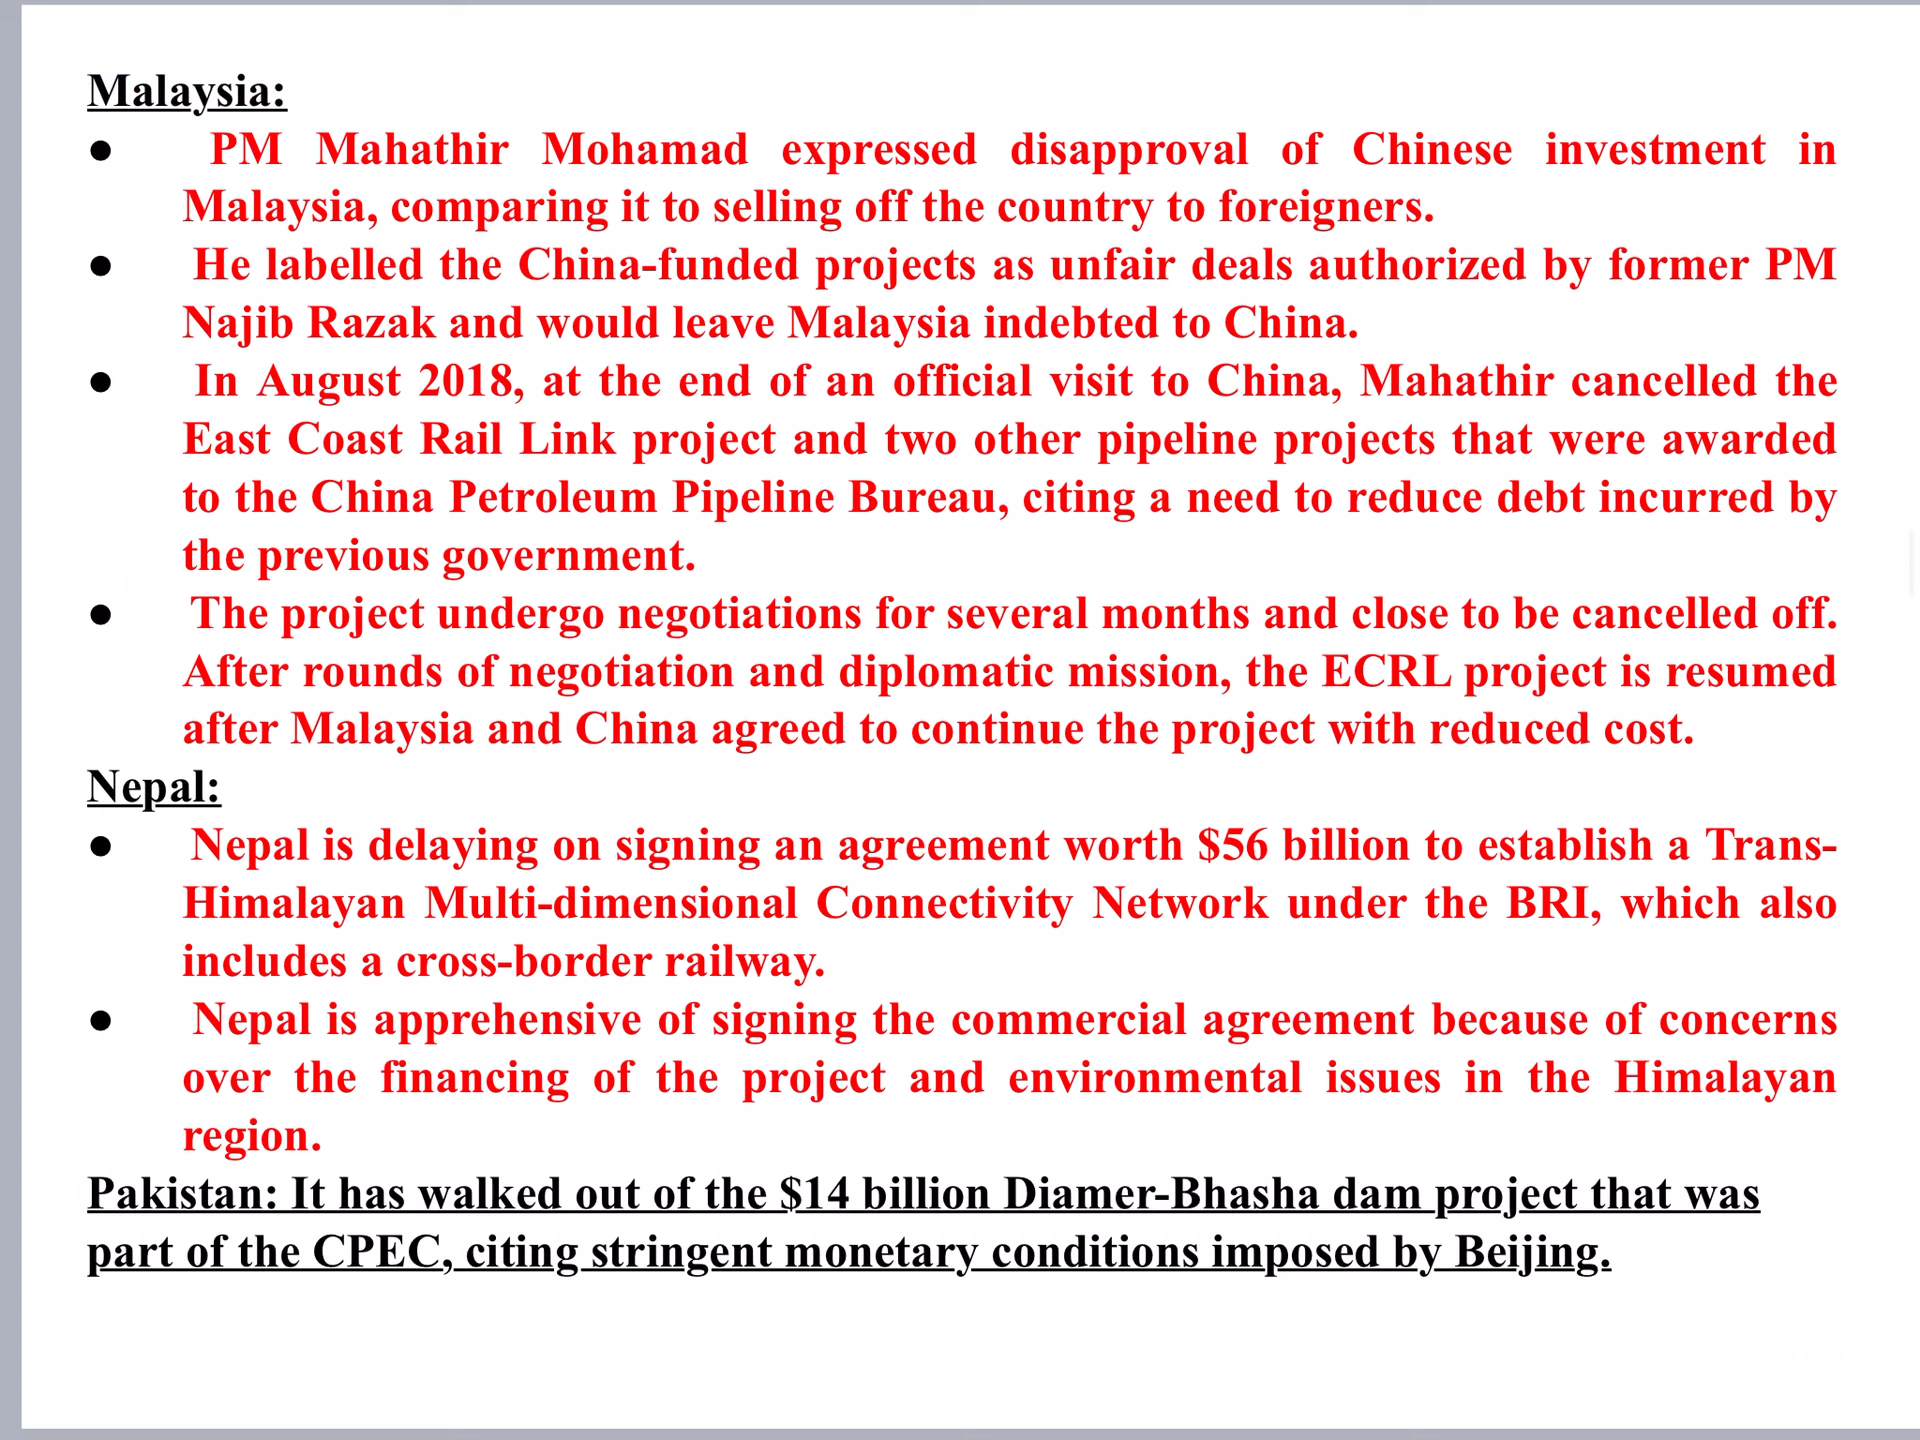 Malaysia:
● PM Mahathir Mohamad expressed disapproval of Chinese investment in
Malaysia, comparing it to selling off the country to foreigners.
● He labelled the China-funded projects as unfair deals authorized by former PM
Najib Razak and would leave Malaysia indebted to China.
● In August 2018, at the end of an official visit to China, Mahathir cancelled the
East Coast Rail Link project and two other pipeline projects that were awarded
to the China Petroleum Pipeline Bureau, citing a need to reduce debt incurred by
the previous government.
● The project undergo negotiations for several months and close to be cancelled off.
After rounds of negotiation and diplomatic mission, the ECRL project is resumed
after Malaysia and China agreed to continue the project with reduced cost.
Nepal:
● Nepal is delaying on signing an agreement worth $56 billion to establish a Trans-
Himalayan Multi-dimensional Connectivity Network under the BRI, which also
includes a cross-border railway.
● Nepal is apprehensive of signing the commercial agreement because of concerns
over the financing of the project and environmental issues in the Himalayan
region.
Pakistan: It has walked out of the $14 billion Diamer-Bhasha dam project that was
part of the CPEC, citing stringent monetary conditions imposed by Beijing.